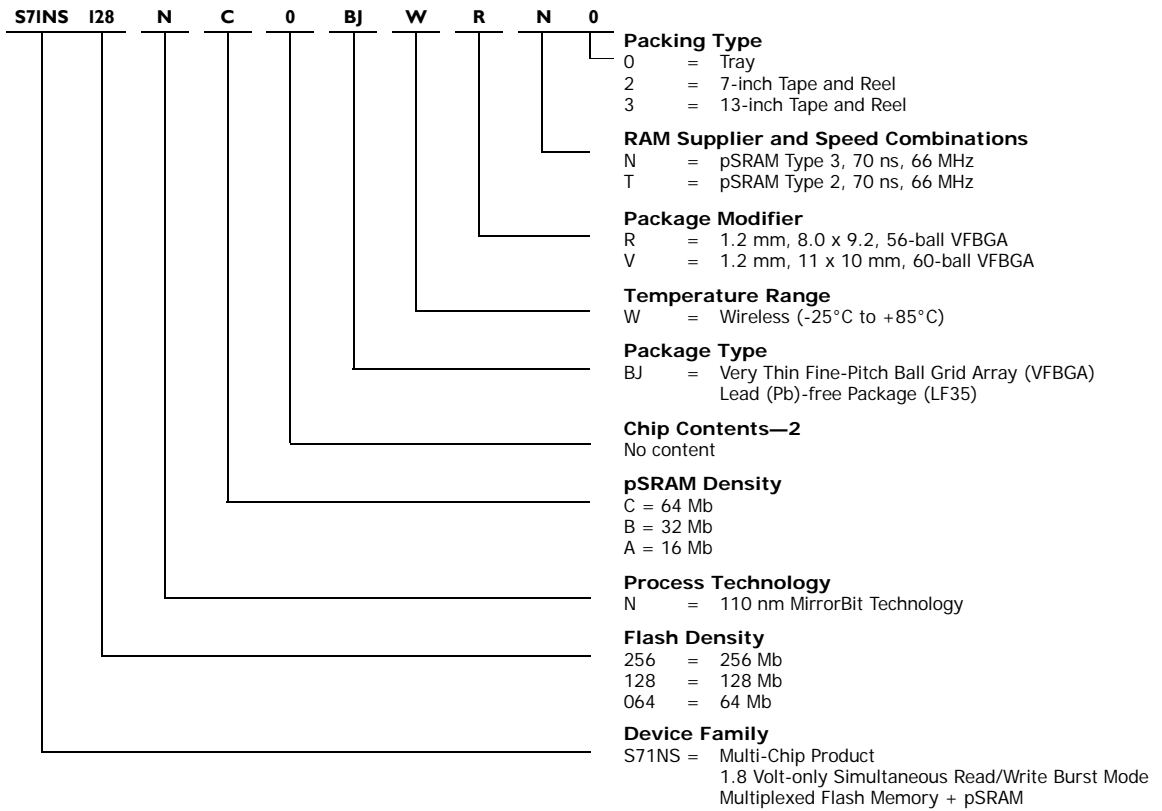 S71NS 128 N C 0 BJ W R N 0
Packing Type
0 = Tray
2 = 7-inch Tape and Reel
3 = 13-inch Tape and Reel
RAM Supplier and Speed Combinations
N = pSRAM Type 3, 70 ns, 66 MHz
T = pSRAM Type 2, 70 ns, 66 MHz
Package Modifier
R = 1.2 mm, 8.0 x 9.2, 56-ball VFBGA
V = 1.2 mm, 11 x 10 mm, 60-ball VFBGA
Temperature Range
W = Wireless (-25°C to +85°C)
Package Type
BJ = Very Thin Fine-Pitch Ball Grid Array (VFBGA)
Lead (Pb)-free Package (LF35)
Chip Contents—2
No content
pSRAM Density
C = 64 Mb
B = 32 Mb
A = 16 Mb
Process Technology
N = 110 nm MirrorBit Technology
Flash Density
256 = 256 Mb
128 = 128 Mb
064 = 64 Mb
Device Family
S71NS = Multi-Chip Product
1.8 Volt-only Simultaneous Read/Write Burst Mode
Multiplexed Flash Memory + pSRAM